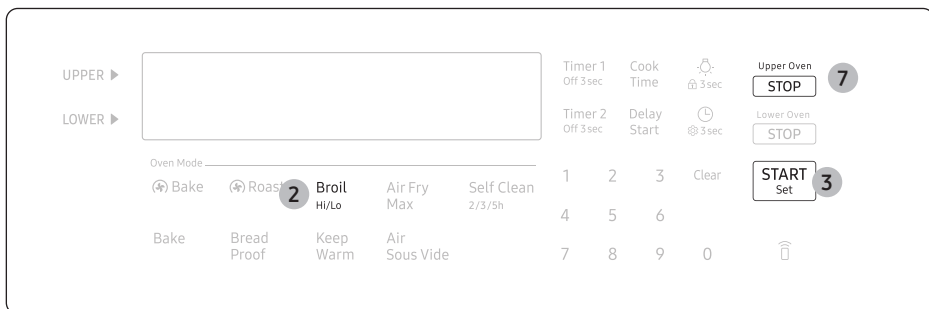 UPPER ▶
LOWER ▶
Timer 1
Off 3 sec
Cook
Time
3 sec
Upper Oven
STOP
7
Timer 2
Off 3 sec
Delay
Start
3 sec
Lower Oven
STOP
Oven Mode
Bake
Roast
2
Broil
Hi/Lo
Air Fry
Max
Self Clean
2/3/5h
Bake
Bread
Proof
Keep
Warm
Air
Sous Vide
1 2 3 Clear
4 5 6
7 8 9 0
START
Set
3